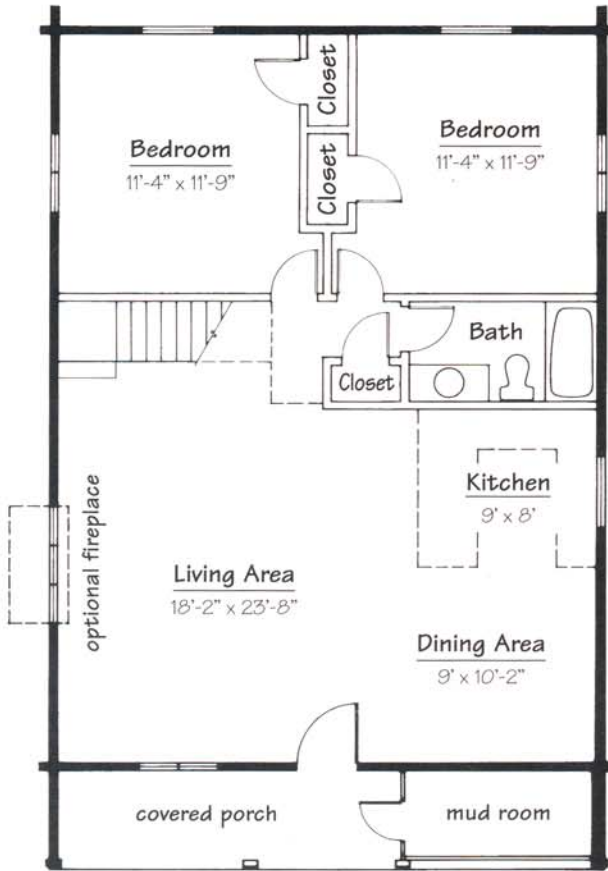 Closet
Bedroom
11'-4" x 11'-9"
Bedroom
11'-4" x 11'-9"
Closet
Bath
Closet
Kitchen
9' x 8'
optional fireplace
Living Area
18'-2" x 23'-8"
Dining Area
9' x 10'-2"
covered porch
mud room